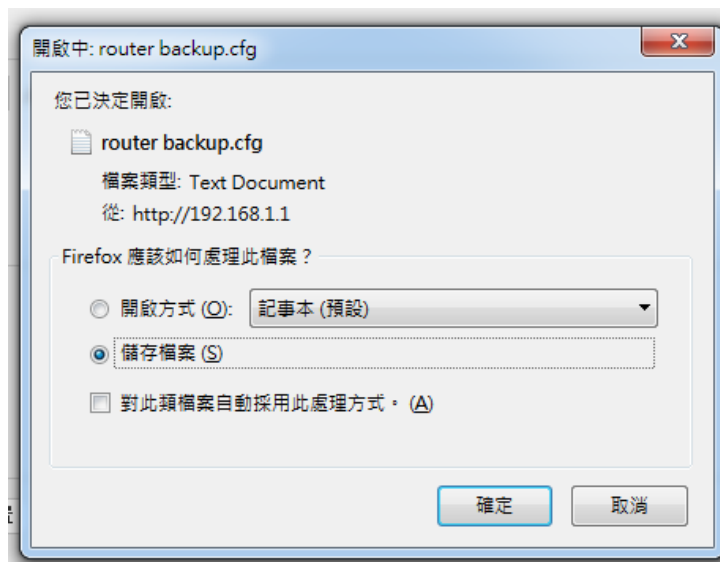 開啟中: router backup.cfg
您已決定開啟:
router backup.cfg
檔案類型: Text Document
從: http://192.168.1.1
Firefox 應該如何處理此檔案？
開啟方式 (O): 記事本 (預設)
儲存檔案 (S)
對此類檔案自動採用此處理方式。 (A)
確定 取消